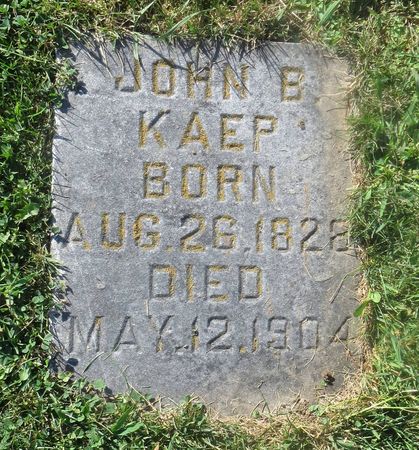 JOHN B
KAEP
BORN
AUG. 26. 1828
DIED
MAY. 12. 1904